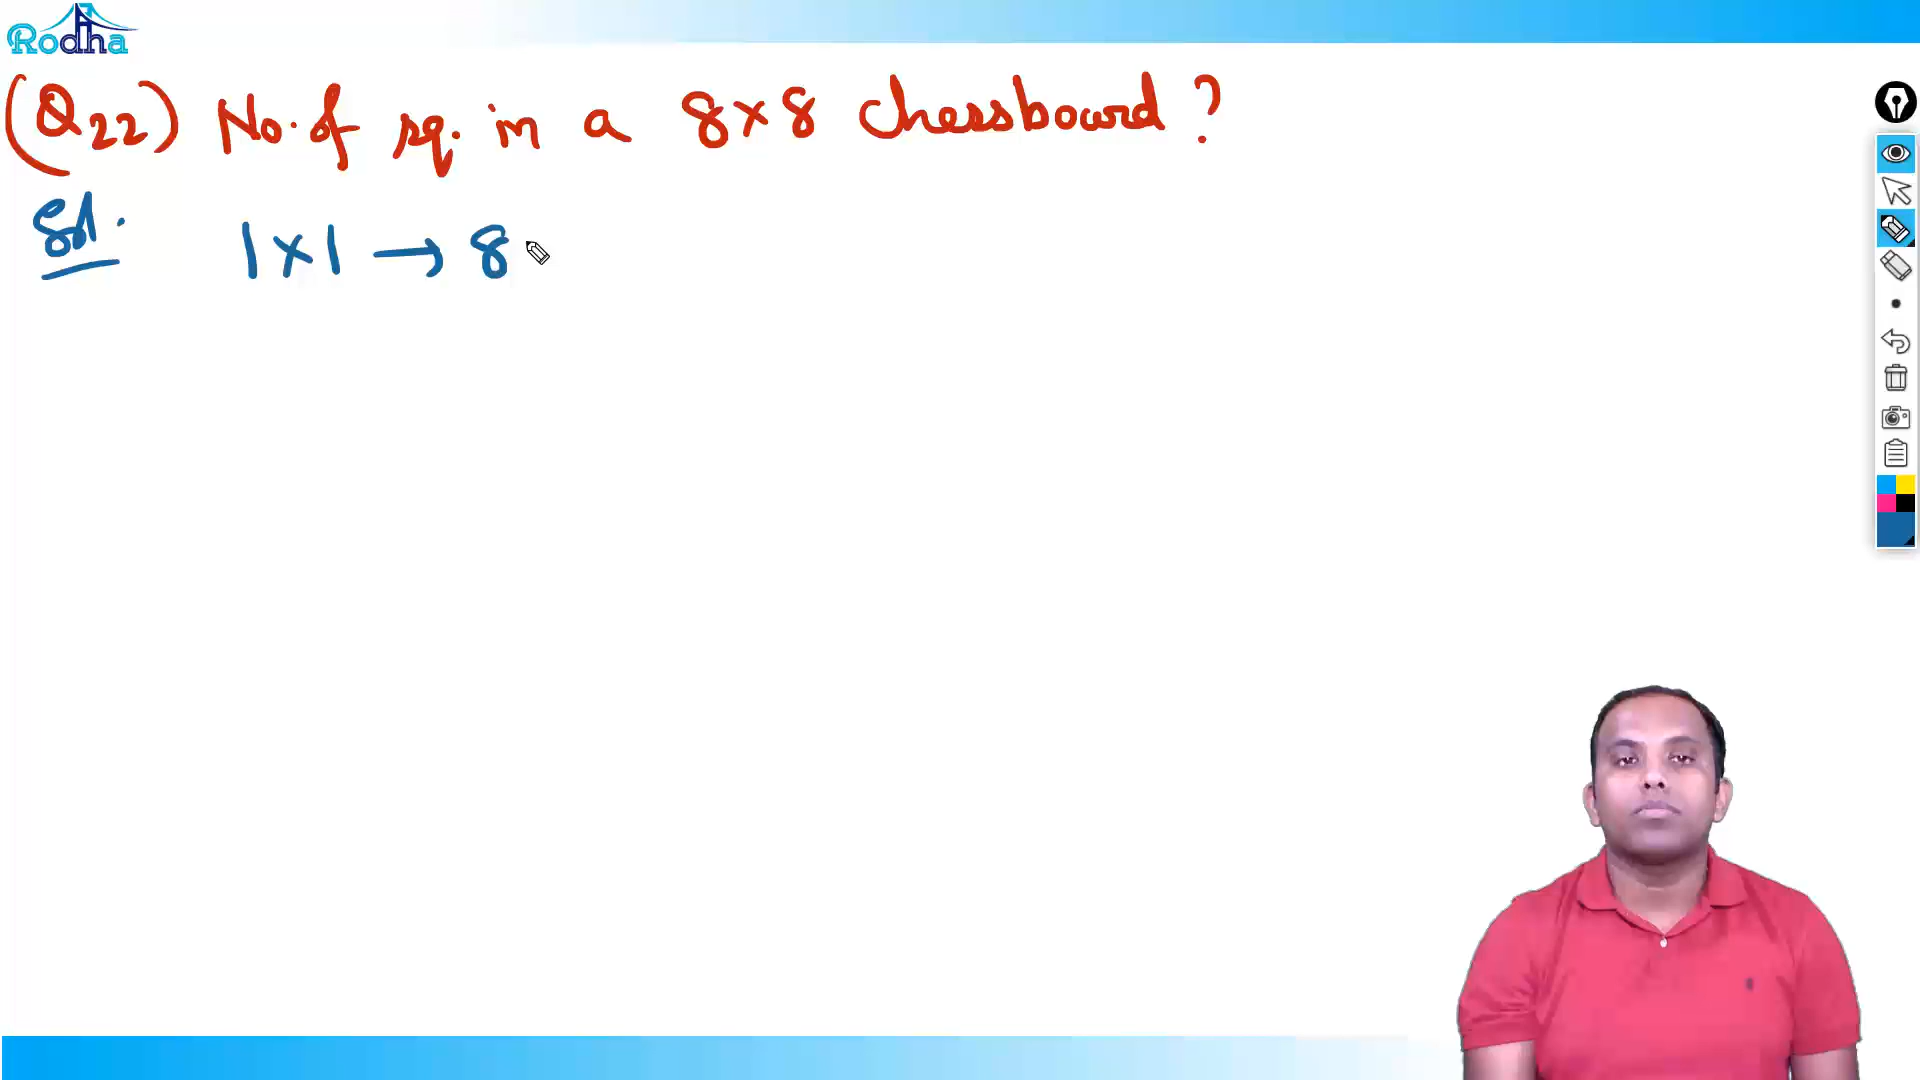 Rodha
(Q22) No. of sq. in a 8×8 chessboard?
Sol. 1×1 → 8